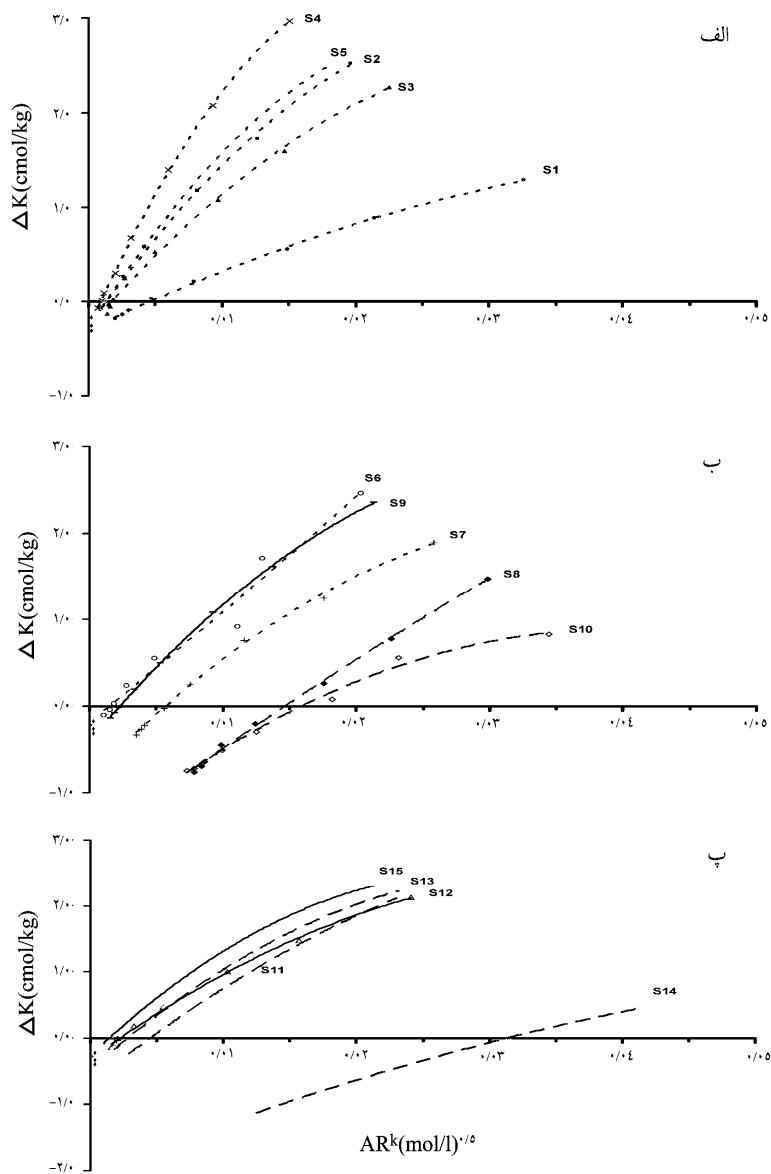 الف
ΔK(cmol/kg)
۳/۰
۲/۰
۱/۰
۰/۰
-۱/۰
S4
S5
S2
S3
S1
۰/۰۱
۰/۰۲
۰/۰۳
۰/۰۴
۰/۰۵
ب
ΔK(cmol/kg)
۳/۰۰
۲/۰
۱/۰
۰/۰۰
-۱/۰
S6
S9
S7
S8
S10
۰/۰۱
۰/۰۲
۰/۰۳
۰/۰۴
۰/۰۵
پ
ΔK(cmol/kg)
۳/۰۰
۲/۰۰
۱/۰۰
۰/۰۰
-۱/۰
-۲/۰
S15
S13
S12
S11
S14
۰/۰۱
۰/۰۲
۰/۰۳
۰/۰۴
۰/۰۵
ARᵏ(mol/l)^۰/۵